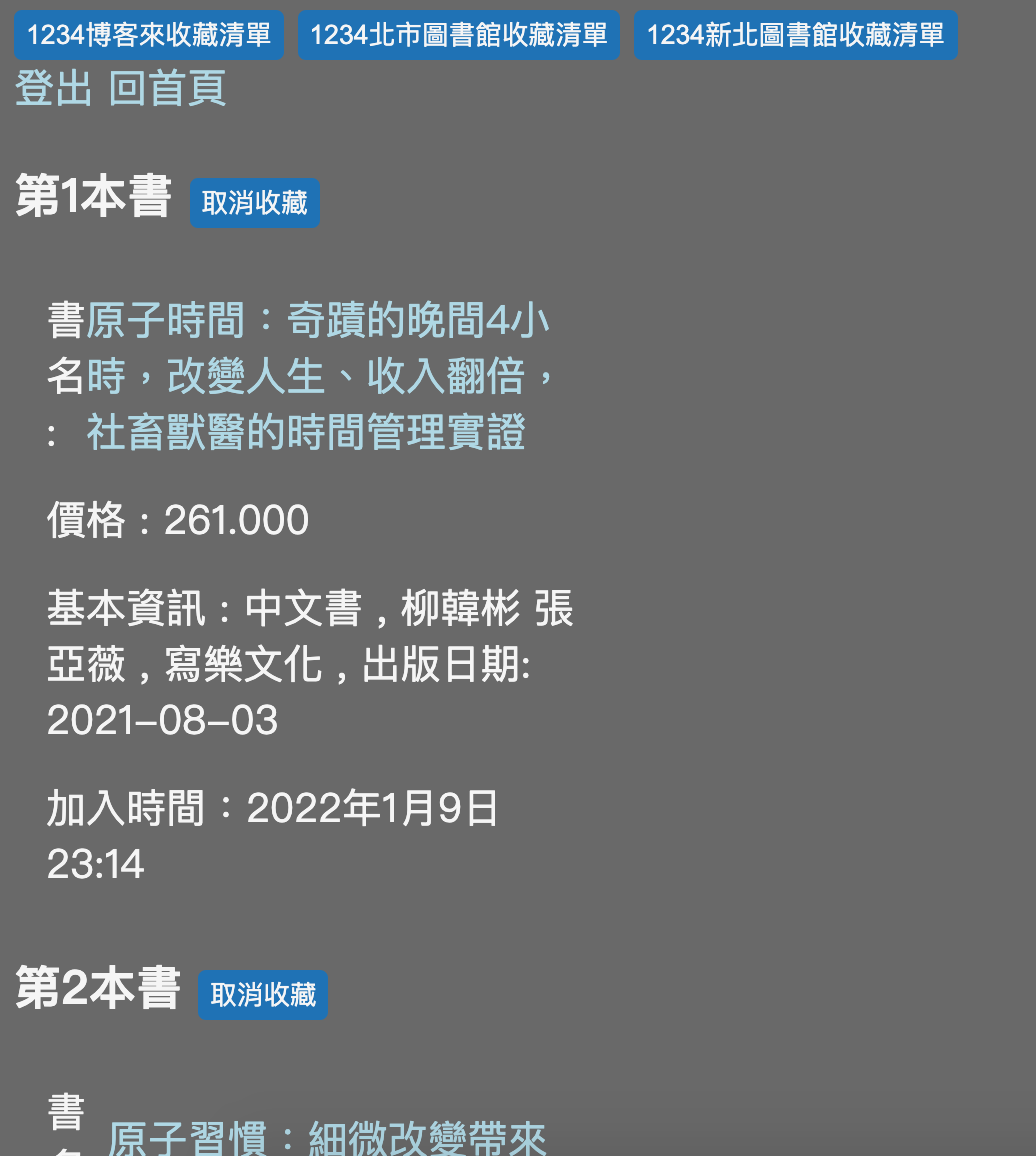 1234博客來收藏清單 1234北市圖書館收藏清單 1234新北圖書館收藏清單
登出 回首頁
第1本書 取消收藏
書原子時間：奇蹟的晚間4小
名時，改變人生、收入翻倍，
： 社畜獸醫的時間管理實證
價格：261.000
基本資訊：中文書 , 柳韓彬 張
亞薇 , 寫樂文化 , 出版日期:
2021-08-03
加入時間：2022年1月9日
23:14
第2本書 取消收藏
書
原子習慣：細微改變帶來